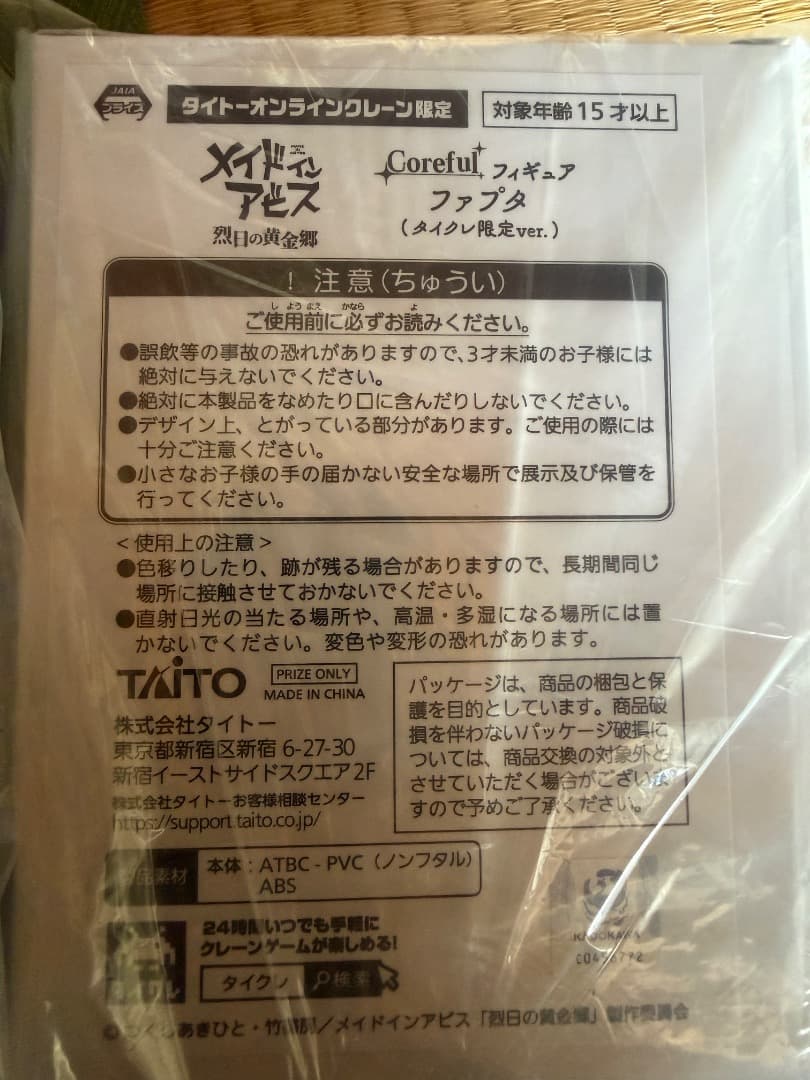 JAIA
プライズ
タイトーオンラインクレーン限定
対象年齢15才以上
メイドイン
アビス
烈日の黄金郷
Coreful フィギュア
ファプタ
(タイクレ限定ver.)
! 注意(ちゅうい)
ご使用前に必ずお読みください。
●誤飲等の事故の恐れがありますので、3才未満のお子様には
絶対に与えないでください。
●絶対に本製品をなめたり口に含んだりしないでください。
●デザイン上、とがっている部分があります。ご使用の際には
十分ご注意ください。
●小さなお子様の手の届かない安全な場所で展示及び保管を
行ってください。
<使用上の注意>
●色移りしたり、跡が残る場合がありますので、長期間同じ
場所に接触させておかないでください。
●直射日光の当たる場所や、高温・多湿になる場所には置
かないでください。変色や変形の恐れがあります。
TAITO
PRIZE ONLY
MADE IN CHINA
株式会社タイトー
東京都新宿区新宿 6-27-30
新宿イーストサイドスクエア2F
株式会社タイトーお客様相談センター
https://support.taito.co.jp/
パッケージは、商品の梱包と保
護を目的としています。商品破
損を伴わないパッケージ破損に
ついては、商品交換の対象外と
させていただく場合がございま
すので予めご了承ください。
素材
本体:ATBC-PVC(ノンフタル)
ABS
24時間いつでも手軽に
クレーンゲームが楽しめる!
タイクレ 検索
KADOKAWA
©つくしあきひと・竹書房/メイドインアビス「烈日の黄金郷」製作委員会